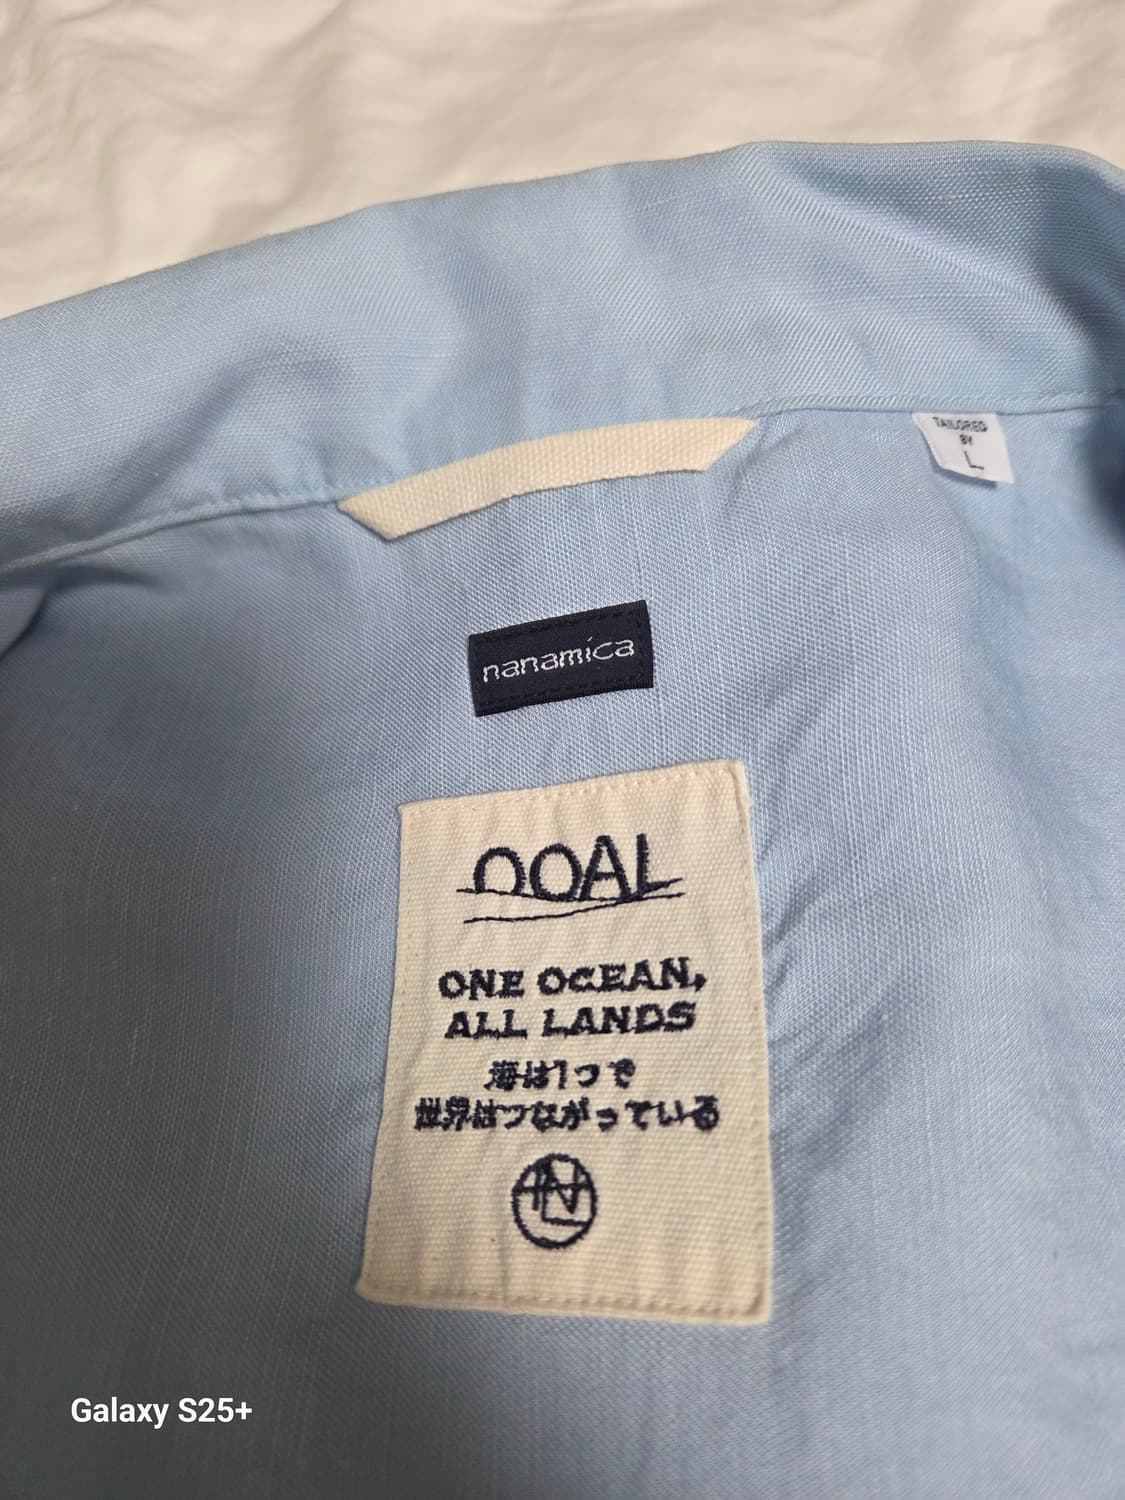 TAILORED
BY
L
nanamica
OOAL
ONE OCEAN,
ALL LANDS
海は1つで
世界はつながっている
Galaxy S25+